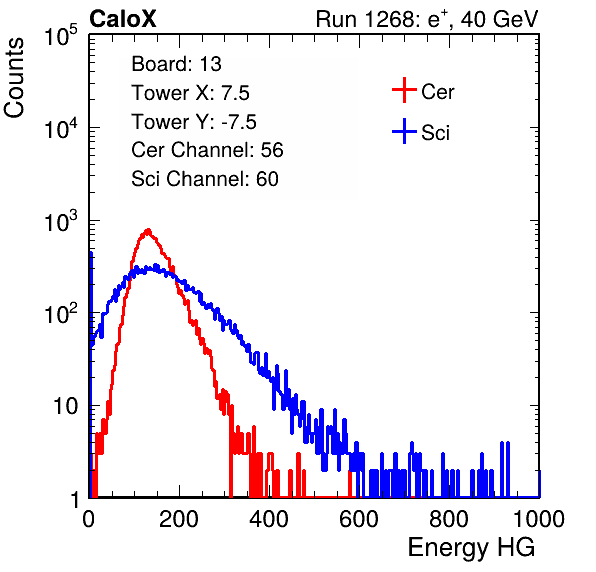 CaloX Run 1268: e⁺, 40 GeV
Counts
Board: 13
Tower X: 7.5
Tower Y: -7.5
Cer Channel: 56
Sci Channel: 60
Cer
Sci
10⁵
10⁴
10³
10²
10
1
0 200 400 600 800 1000
Energy HG